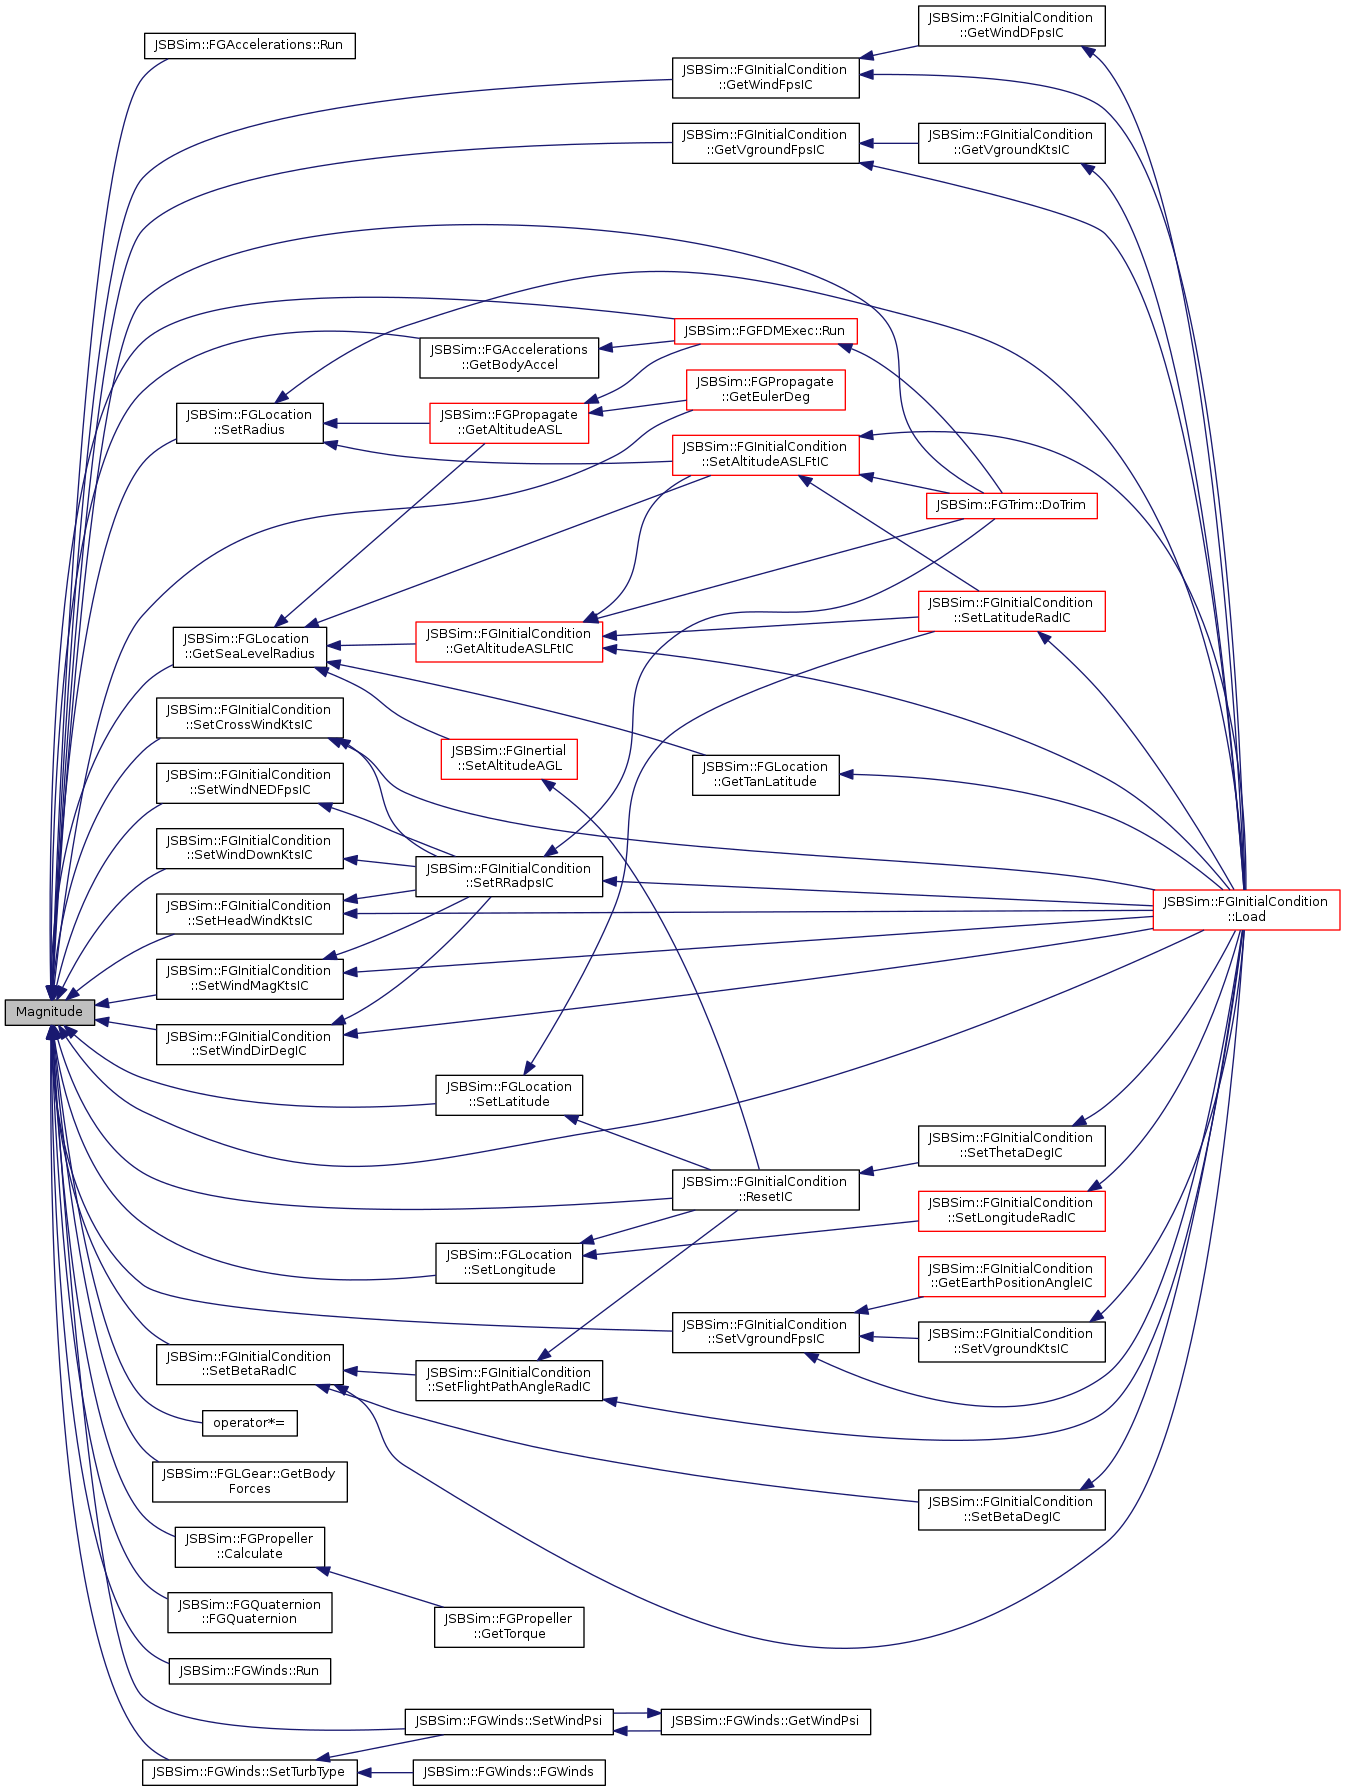 JSBSim::FGInitialCondition
::GetWindDFpsIC
JSBSim::FGAccelerations::Run
JSBSim::FGInitialCondition
::GetWindFpsIC
JSBSim::FGInitialCondition
::GetVgroundFpsIC
JSBSim::FGInitialCondition
::GetVgroundKtsIC
JSBSim::FGFDMExec::Run
JSBSim::FGAccelerations
::GetBodyAccel
JSBSim::FGPropagate
::GetEulerDeg
JSBSim::FGLocation
::SetRadius
JSBSim::FGPropagate
::GetAltitudeASL
JSBSim::FGInitialCondition
::SetAltitudeASLFtIC
JSBSim::FGTrim::DoTrim
JSBSim::FGInitialCondition
::SetLatitudeRadIC
JSBSim::FGLocation
::GetSeaLevelRadius
JSBSim::FGInitialCondition
::GetAltitudeASLFtIC
JSBSim::FGInitialCondition
::SetCrossWindKtsIC
JSBSim::FGInertial
::SetAltitudeAGL
JSBSim::FGLocation
::GetTanLatitude
JSBSim::FGInitialCondition
::SetWindNEDFpsIC
JSBSim::FGInitialCondition
::SetWindDownKtsIC
JSBSim::FGInitialCondition
::SetRRadpsIC
JSBSim::FGInitialCondition
::SetHeadWindKtsIC
JSBSim::FGInitialCondition
::Load
JSBSim::FGInitialCondition
::SetWindMagKtsIC
Magnitude
JSBSim::FGInitialCondition
::SetWindDirDegIC
JSBSim::FGLocation
::SetLatitude
JSBSim::FGInitialCondition
::SetThetaDegIC
JSBSim::FGInitialCondition
::ResetIC
JSBSim::FGInitialCondition
::SetLongitudeRadIC
JSBSim::FGLocation
::SetLongitude
JSBSim::FGInitialCondition
::GetEarthPositionAngleIC
JSBSim::FGInitialCondition
::SetVgroundFpsIC
JSBSim::FGInitialCondition
::SetVgroundKtsIC
JSBSim::FGInitialCondition
::SetBetaRadIC
JSBSim::FGInitialCondition
::SetFlightPathAngleRadIC
operator*=
JSBSim::FGLGear::GetBody
Forces
JSBSim::FGInitialCondition
::SetBetaDegIC
JSBSim::FGPropeller
::Calculate
JSBSim::FGQuaternion
::FGQuaternion
JSBSim::FGPropeller
::GetTorque
JSBSim::FGWinds::Run
JSBSim::FGWinds::SetWindPsi
JSBSim::FGWinds::GetWindPsi
JSBSim::FGWinds::SetTurbType
JSBSim::FGWinds::FGWinds